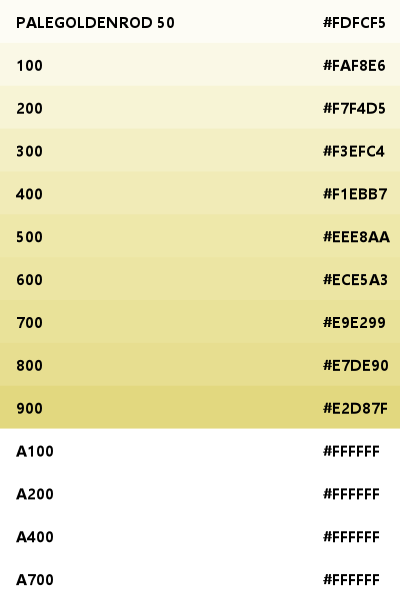 PALEGOLDENROD 50 #FDFCF5
100 #FAF8E6
200 #F7F4D5
300 #F3EFC4
400 #F1EBB7
500 #EEE8AA
600 #ECE5A3
700 #E9E299
800 #E7DE90
900 #E2D87F
A100 #FFFFFF
A200 #FFFFFF
A400 #FFFFFF
A700 #FFFFFF